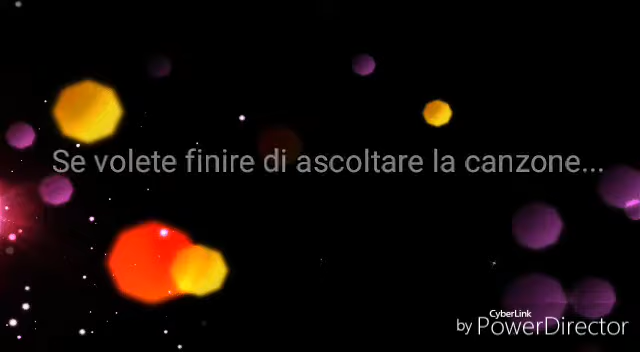 Se volete finire di ascoltare la canzone...
CyberLink
by PowerDirector